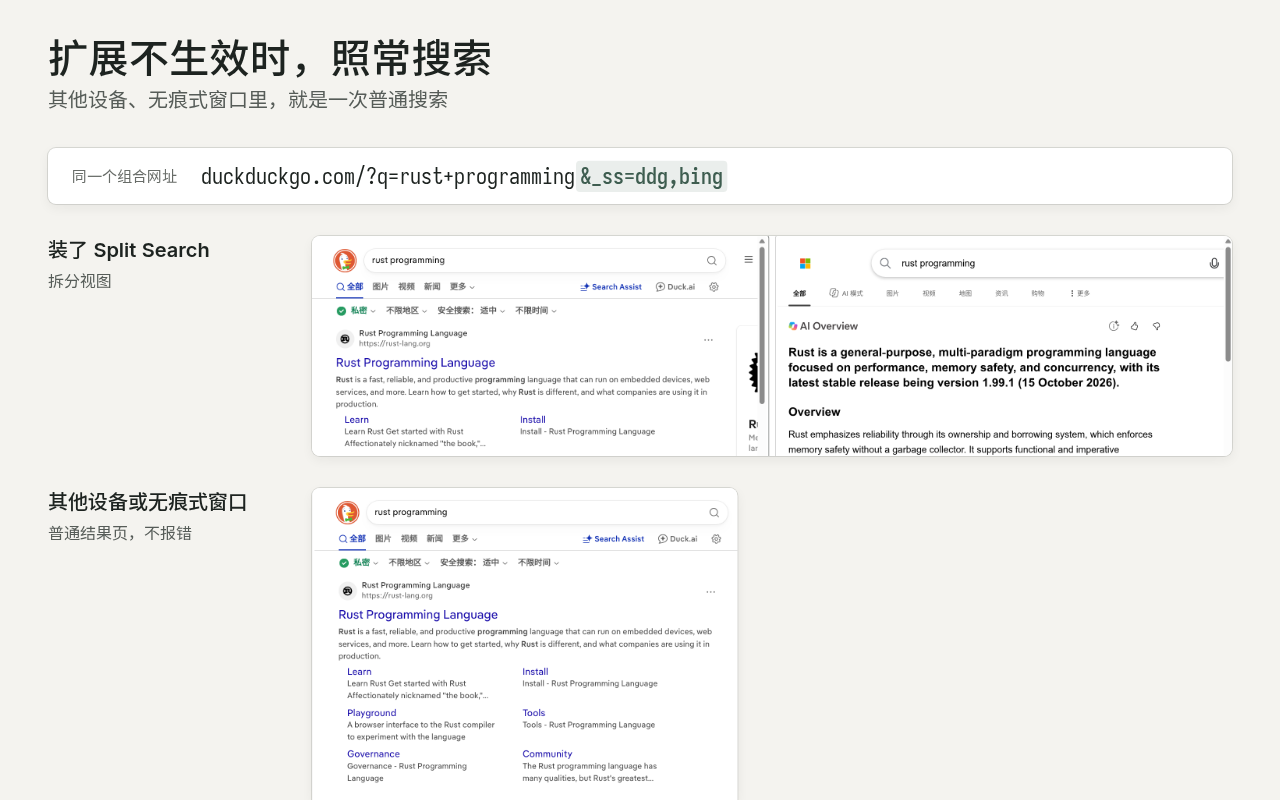 扩展不生效时，照常搜索
其他设备、无痕式窗口里，就是一次普通搜索
同一个组合网址 duckduckgo.com/?q=rust+programming&_ss=ddg,bing
装了 Split Search
拆分视图
rust programming
全部 图片 视频 新闻 更多 Search Assist Duck.ai
私密 不限地区 安全搜索： 适中 不限时间
Rust Programming Language
https://rust-lang.org
Rust Programming Language
Rust is a fast, reliable, and productive programming language that can run on embedded devices, web
services, and more. Learn how to get started, why Rust is different, and what companies are using it in
production.
Learn Install
Learn Rust Get started with Rust Install - Rust Programming Language
Affectionately nicknamed "the book,"...
rust programming
全部 AI 模式 图片 视频 地图 资讯 购物 更多
AI Overview
Rust is a general-purpose, multi-paradigm programming language
focused on performance, memory safety, and concurrency, with its
latest stable release being version 1.99.1 (15 October 2026).
Overview
Rust emphasizes reliability through its ownership and borrowing system, which enforces
memory safety without a garbage collector. It supports functional and imperative
其他设备或无痕式窗口
普通结果页，不报错
rust programming
全部 图片 视频 新闻 更多 Search Assist Duck.ai
私密 不限地区 安全搜索： 适中 不限时间
Rust Programming Language
https://rust-lang.org
Rust Programming Language
Rust is a fast, reliable, and productive programming language that can run on embedded devices, web
services, and more. Learn how to get started, why Rust is different, and what companies are using it in
production.
Learn Install
Learn Rust Get started with Rust Install - Rust Programming Language
Affectionately nicknamed "the book,"...
Playground Tools
A browser interface to the Rust compiler Tools - Rust Programming Language
to experiment with the language
Governance Community
Governance - Rust Programming The Rust programming language has
Language many qualities, but Rust's greatest...